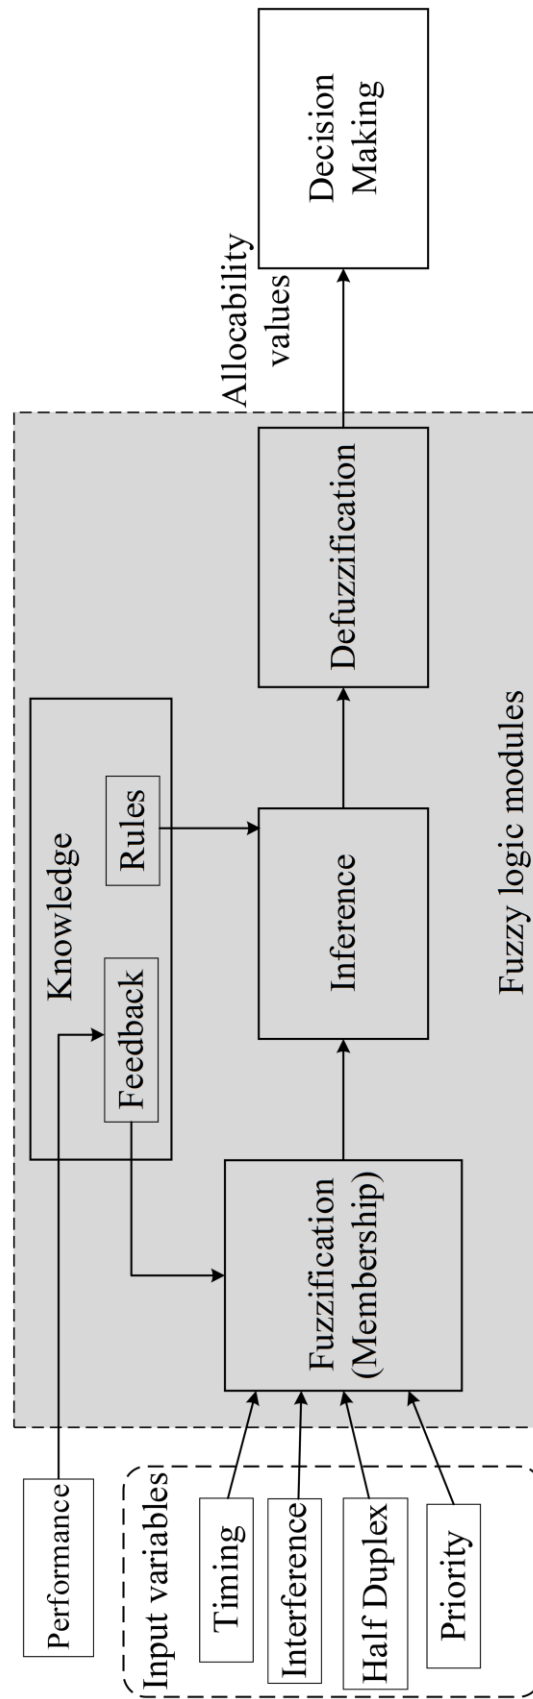 Performance
Input variables
Timing
Interference
Half Duplex
Priority
Knowledge
Feedback
Rules
Fuzzification
(Membership)
Inference
Defuzzification
Fuzzy logic modules
Allocability
values
Decision
Making